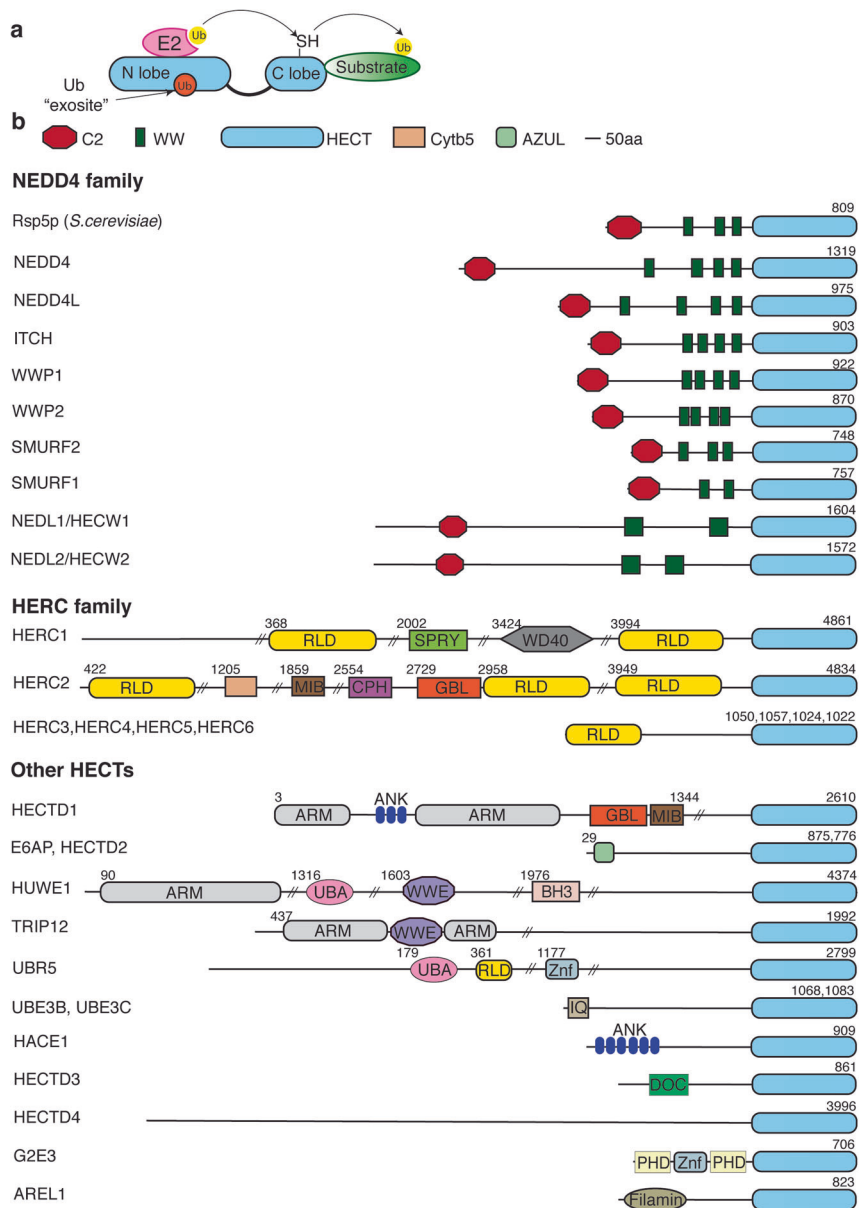 a
E2
Ub
SH
Ub
N lobe
C lobe
Substrate
Ub
Ub
"exosite"
b
C2
WW
HECT
Cytb5
AZUL
50aa
NEDD4 family
Rsp5p (S.cerevisiae)
809
NEDD4
1319
NEDD4L
975
ITCH
903
WWP1
922
WWP2
870
SMURF2
748
SMURF1
757
NEDL1/HECW1
1604
NEDL2/HECW2
1572
HERC family
HERC1
368
RLD
2002
SPRY
3424
WD40
3994
RLD
4861
HERC2
422
RLD
1205
1859
MIB
2554
CPH
2729
GBL
2958
RLD
3949
RLD
4834
HERC3,HERC4,HERC5,HERC6
RLD
1050,1057,1024,1022
Other HECTs
HECTD1
3
ARM
ANK
ARM
GBL
1344
MIB
2610
E6AP, HECTD2
29
875,776
HUWE1
90
ARM
1316
UBA
1603
WWE
1976
BH3
4374
TRIP12
437
ARM
WWE
ARM
1992
UBR5
179
UBA
361
RLD
1177
Znf
2799
UBE3B, UBE3C
IQ
1068,1083
HACE1
ANK
909
HECTD3
DOC
861
HECTD4
3996
G2E3
PHD
Znf
PHD
706
AREL1
Filamin
823